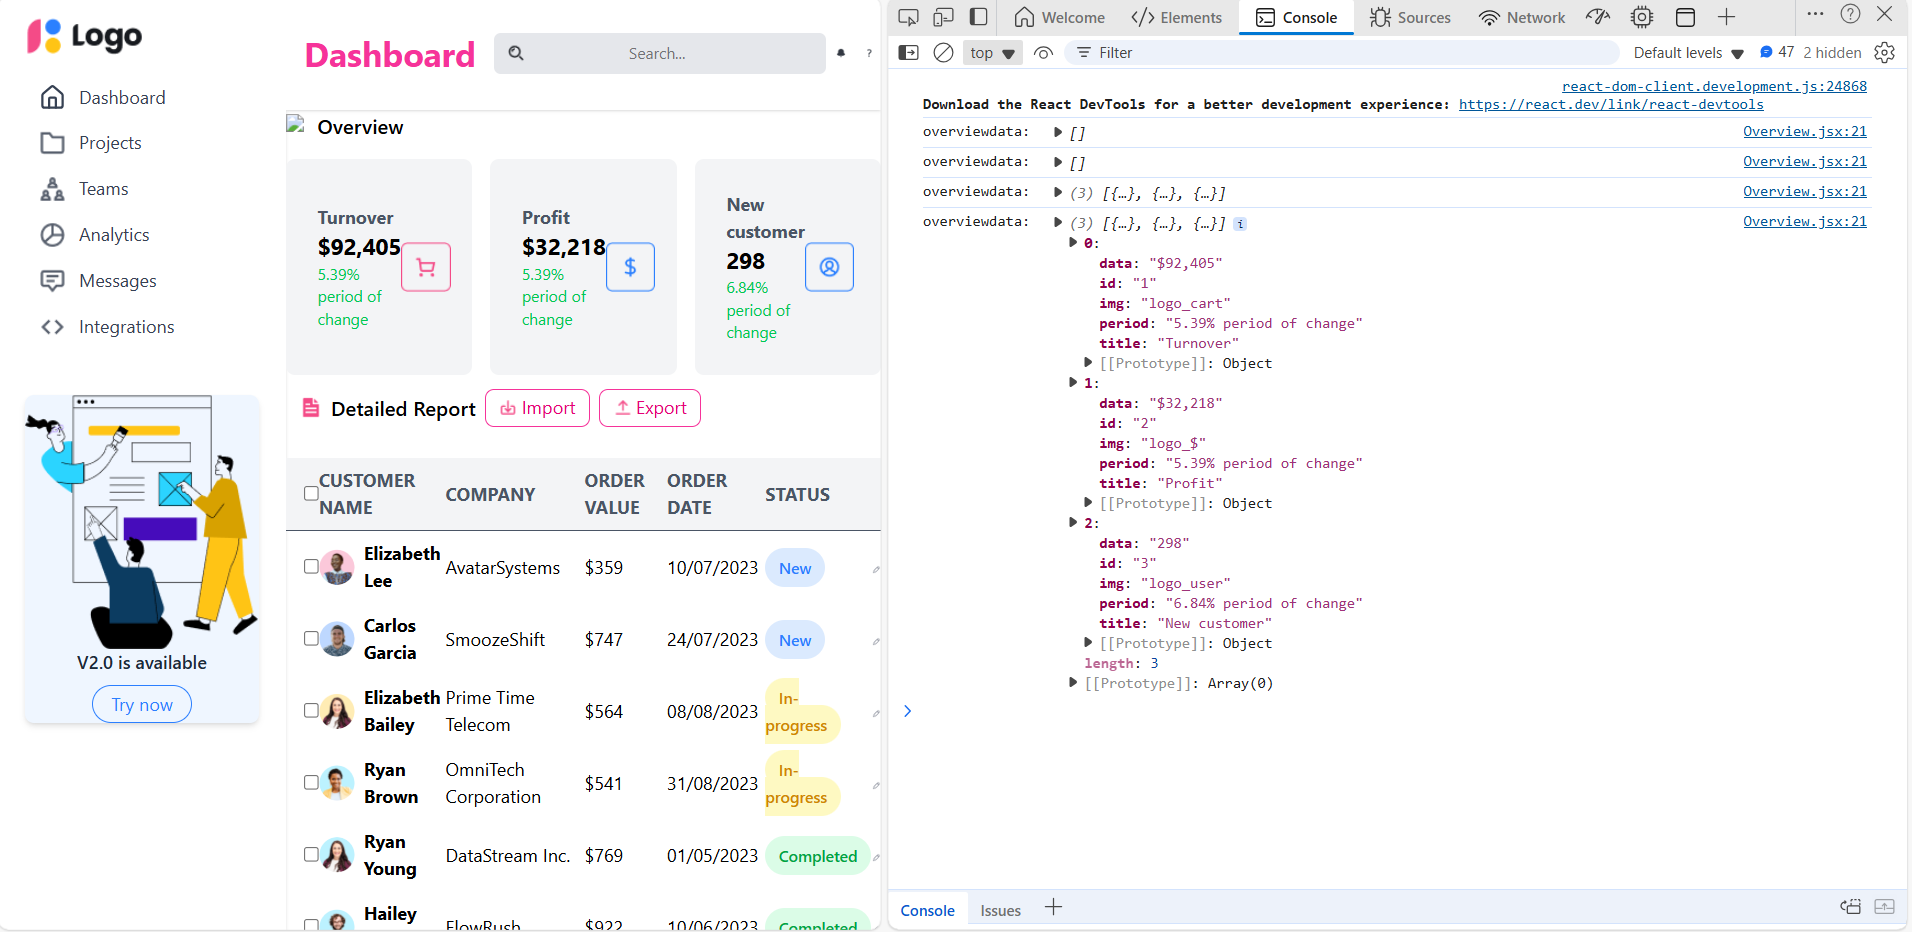 Logo
Dashboard
Projects
Teams
Analytics
Messages
Integrations
V2.0 is available
Try now
Dashboard
Search...
?
Overview
Turnover
$92,405
5.39%
period of
change
Profit
$32,218
$
5.39%
period of
change
New
customer
298
6.84%
period of
change
Detailed Report
Import
Export
CUSTOMER NAME
COMPANY
ORDER VALUE
ORDER DATE
STATUS
Elizabeth Lee
AvatarSystems
$359
10/07/2023
New
Carlos Garcia
SmoozeShift
$747
24/07/2023
New
Elizabeth Bailey
Prime Time Telecom
$564
08/08/2023
In-progress
Ryan Brown
OmniTech Corporation
$541
31/08/2023
In-progress
Ryan Young
DataStream Inc.
$769
01/05/2023
Completed
Hailey
FlowRush
$922
10/06/2023
Completed
Welcome
Elements
Console
Sources
Network
top
Filter
Default levels
47
2 hidden
react-dom-client.development.js:24868
Download the React DevTools for a better development experience: https://react.dev/link/react-devtools
overviewdata: [] Overview.jsx:21
overviewdata: [] Overview.jsx:21
overviewdata: (3) [{…}, {…}, {…}] Overview.jsx:21
overviewdata: (3) [{…}, {…}, {…}] i Overview.jsx:21
0:
data: "$92,405"
id: "1"
img: "logo_cart"
period: "5.39% period of change"
title: "Turnover"
[[Prototype]]: Object
1:
data: "$32,218"
id: "2"
img: "logo_$"
period: "5.39% period of change"
title: "Profit"
[[Prototype]]: Object
2:
data: "298"
id: "3"
img: "logo_user"
period: "6.84% period of change"
title: "New customer"
[[Prototype]]: Object
length: 3
[[Prototype]]: Array(0)
Console
Issues